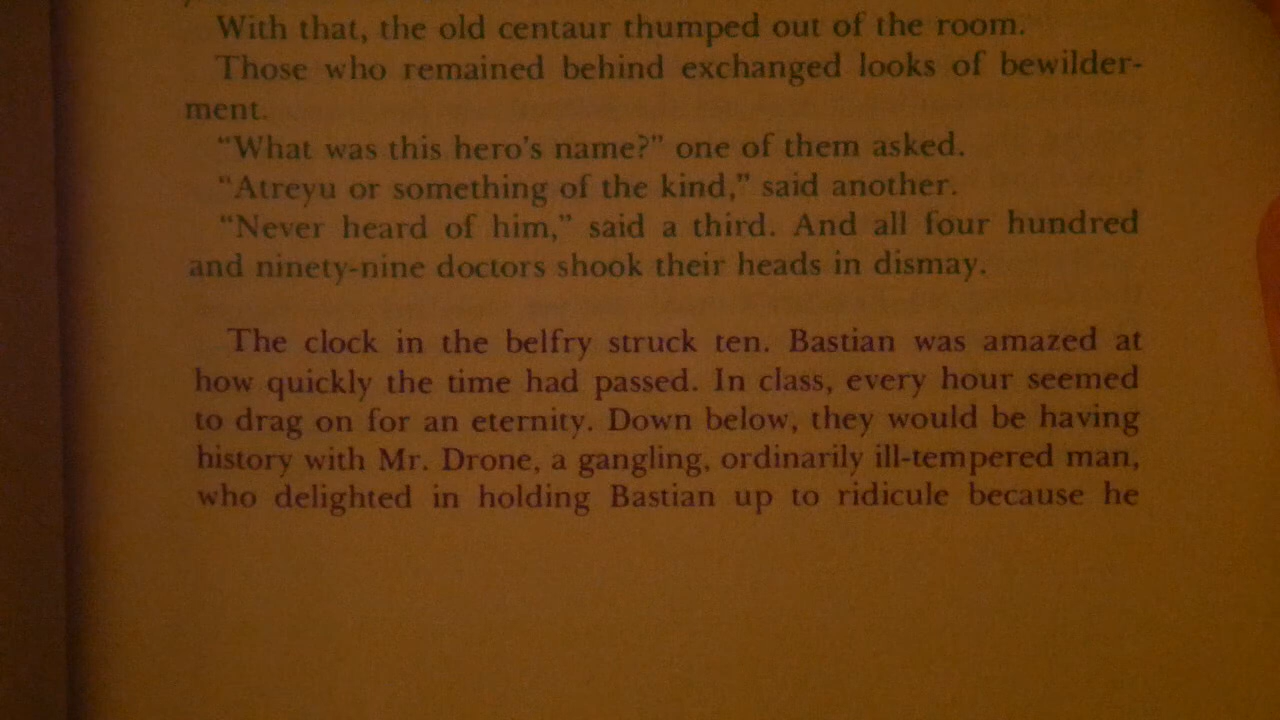 With that, the old centaur thumped out of the room.
Those who remained behind exchanged looks of bewilder-
ment.
“What was this hero's name?” one of them asked.
“Atreyu or something of the kind,” said another.
“Never heard of him,” said a third. And all four hundred
and ninety-nine doctors shook their heads in dismay.
The clock in the belfry struck ten. Bastian was amazed at
how quickly the time had passed. In class, every hour seemed
to drag on for an eternity. Down below, they would be having
history with Mr. Drone, a gangling, ordinarily ill-tempered man,
who delighted in holding Bastian up to ridicule because he